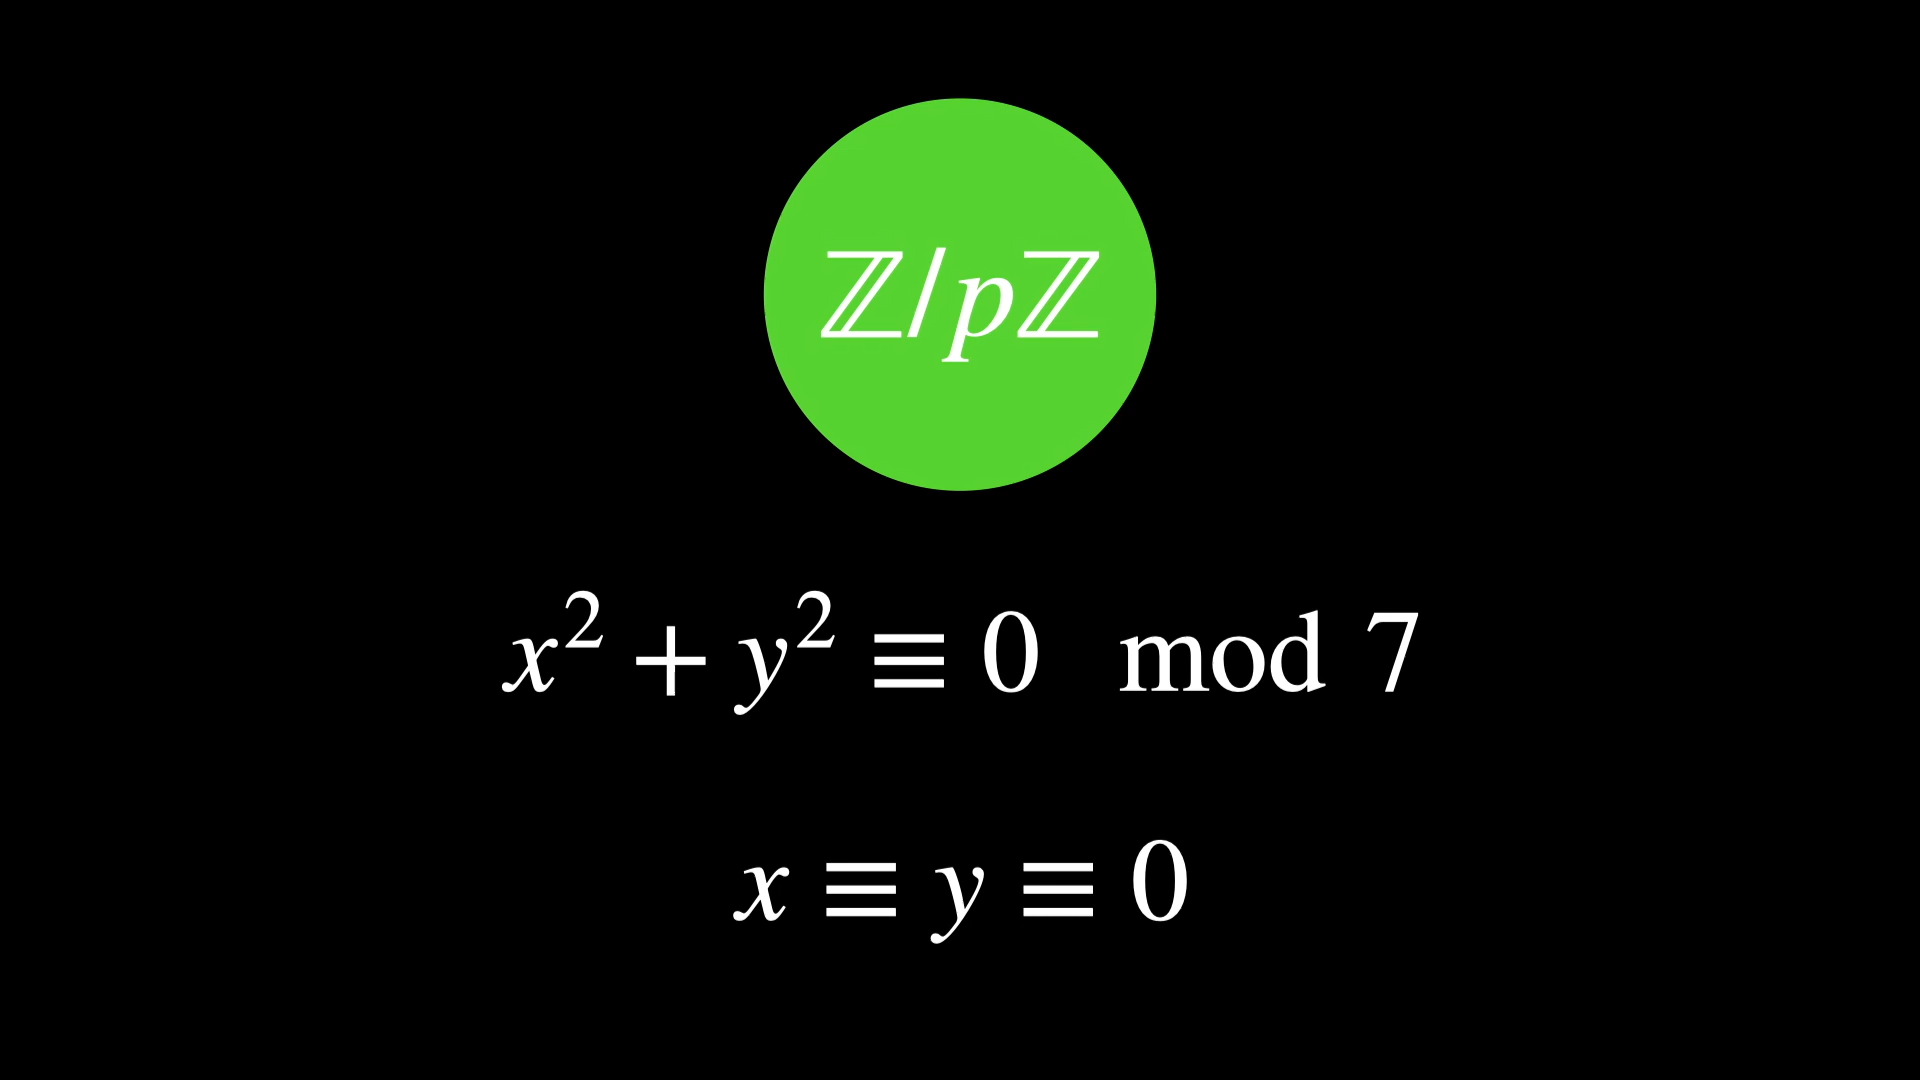 ℤ/pℤ
x² + y² ≡ 0 mod 7
x ≡ y ≡ 0